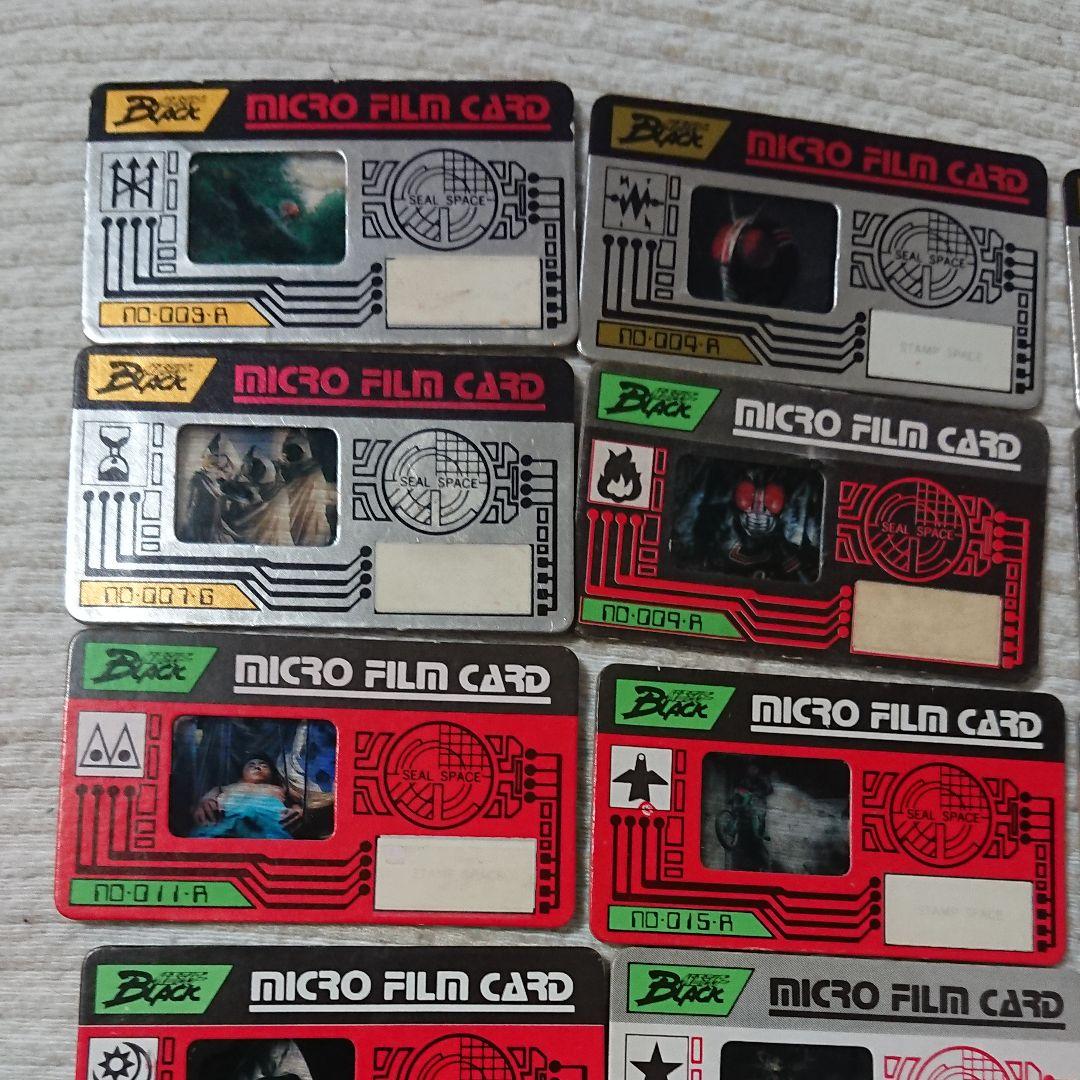 BLACK MICRO FILM CARD
SEAL SPACE
NO·003·A
BLACK MICRO FILM CARD
M T
L N
SEAL SPACE
STAMP SPACE
NO·004·A
BLACK MICRO FILM CARD
SEAL SPACE
NO·007·G
BLACK MICRO FILM CARD
SEAL SPACE
NO·009·A
BLACK MICRO FILM CARD
SEAL SPACE
STAMP SPACE
NO·011·A
BLACK MICRO FILM CARD
SEAL SPACE
STAMP SPACE
NO·015·A
BLACK MICRO FILM CARD
BLACK MICRO FILM CARD